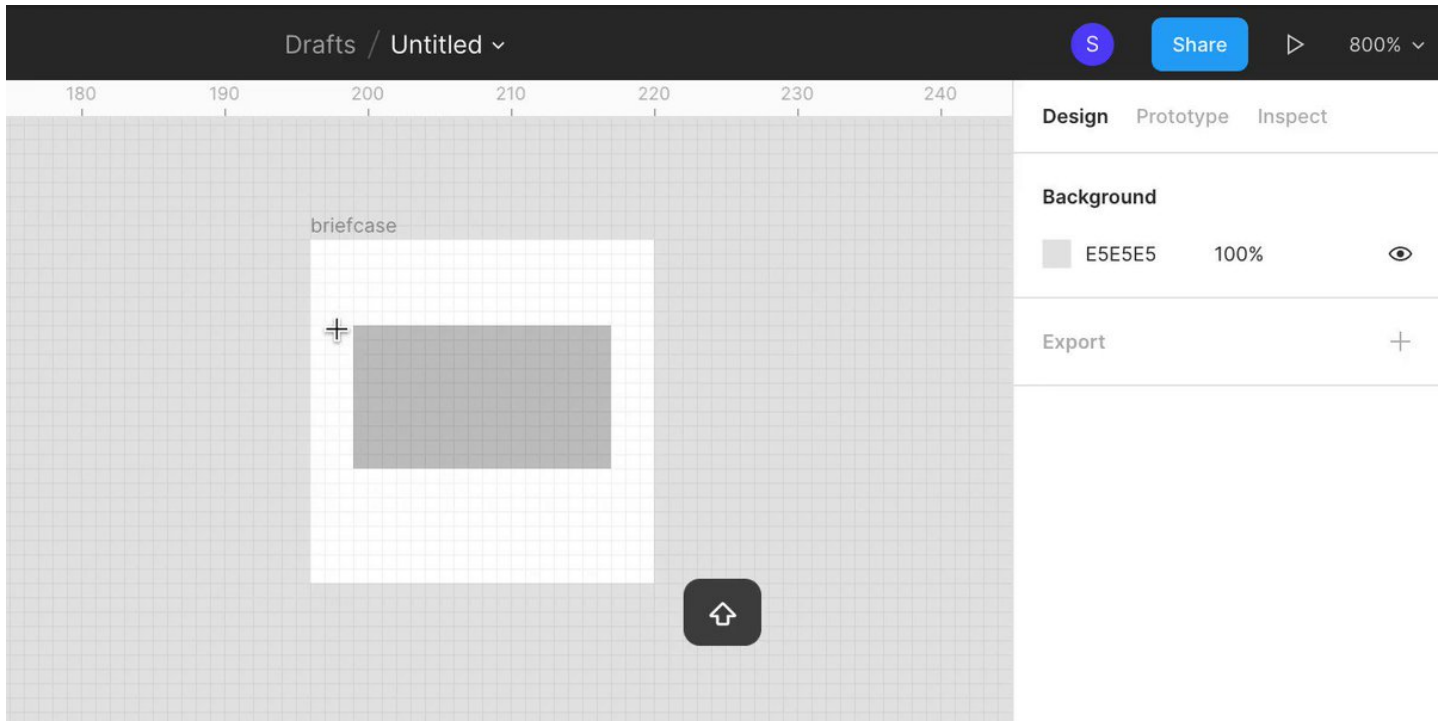 Drafts / Untitled
S
Share
800%
180 190 200 210 220 230 240
Design Prototype Inspect
Background
briefcase
E5E5E5 100%
Export